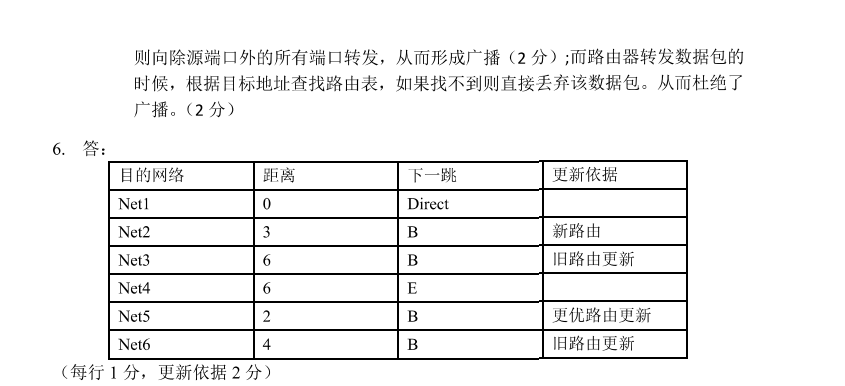 则向除源端口外的所有端口转发，从而形成广播（2 分）;而路由器转发数据包的
时候，根据目标地址查找路由表，如果找不到则直接丢弃该数据包。从而杜绝了
广播。（2 分）
6. 答：
目的网络 距离 下一跳 更新依据
Net1 0 Direct
Net2 3 B 新路由
Net3 6 B 旧路由更新
Net4 6 E
Net5 2 B 更优路由更新
Net6 4 B 旧路由更新
（每行 1 分，更新依据 2 分）